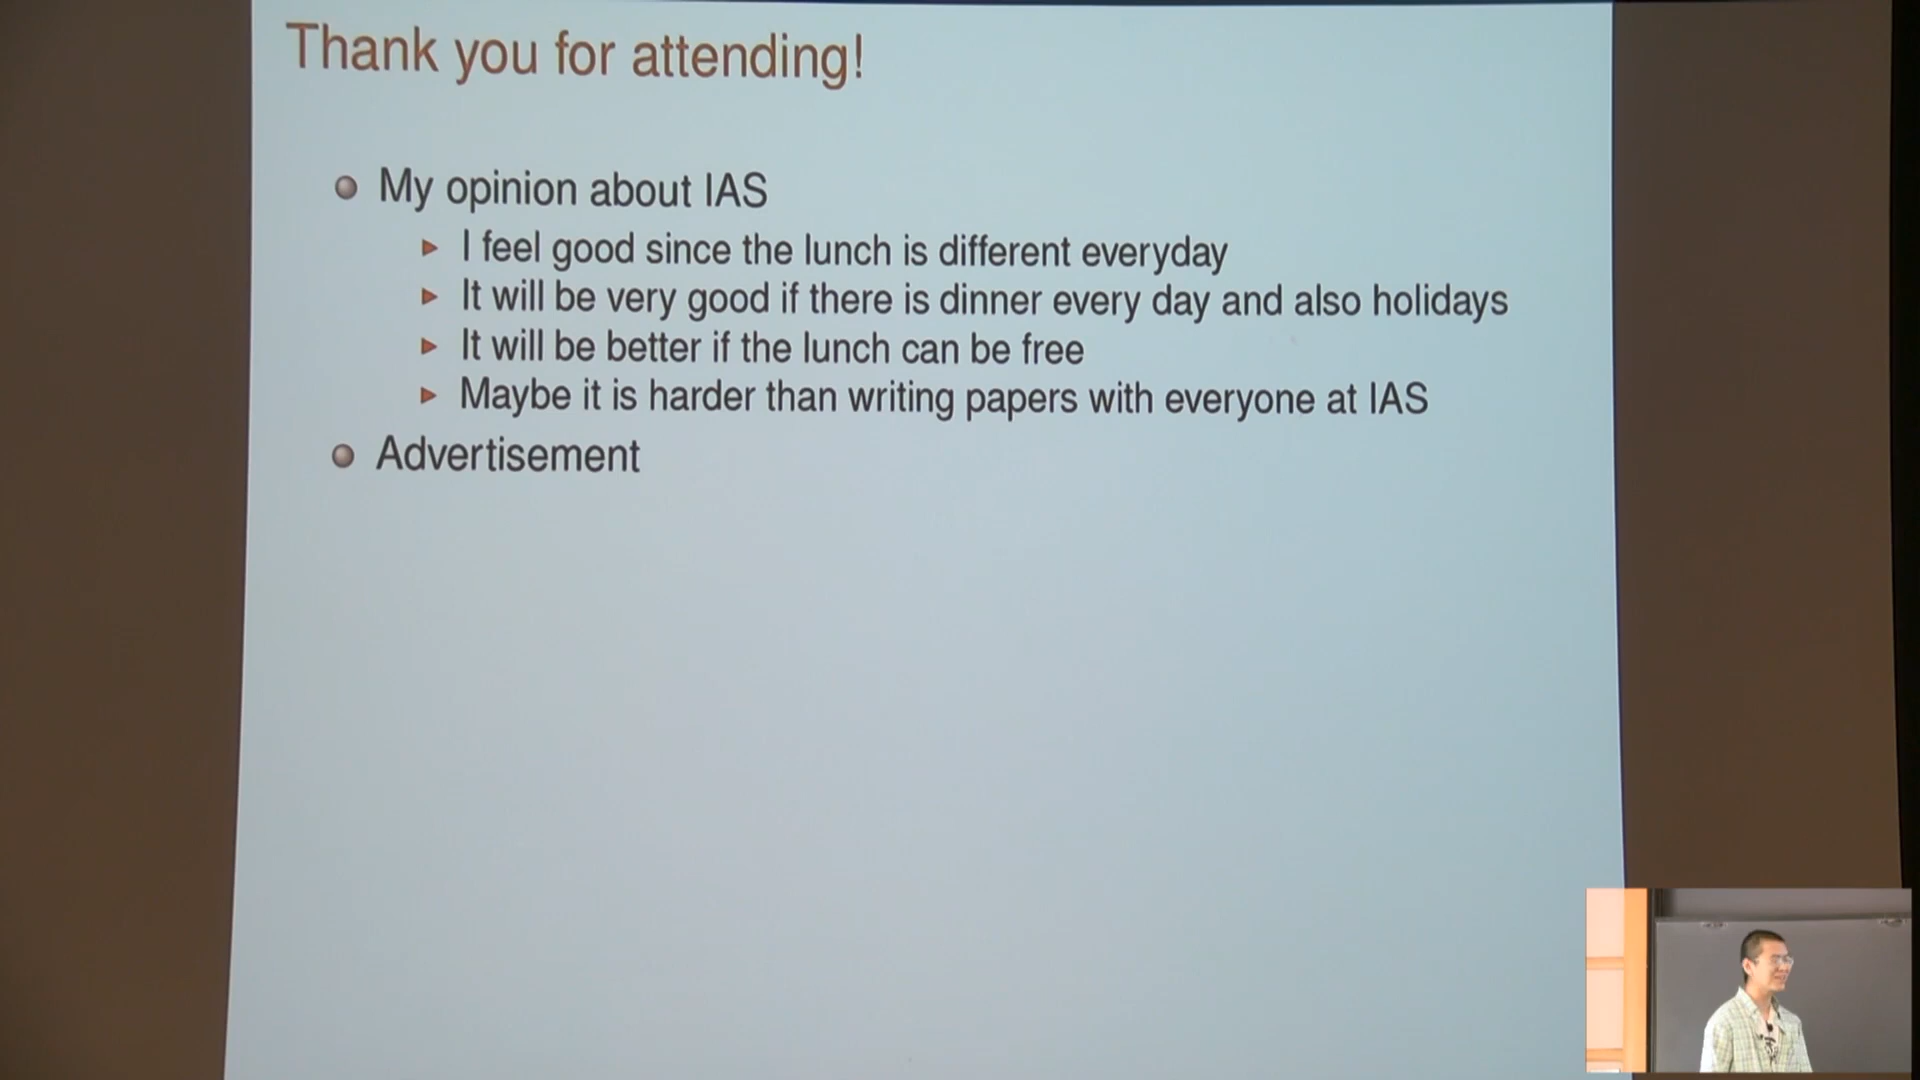 Thank you for attending!
My opinion about IAS
I feel good since the lunch is different everyday
It will be very good if there is dinner every day and also holidays
It will be better if the lunch can be free
Maybe it is harder than writing papers with everyone at IAS
Advertisement